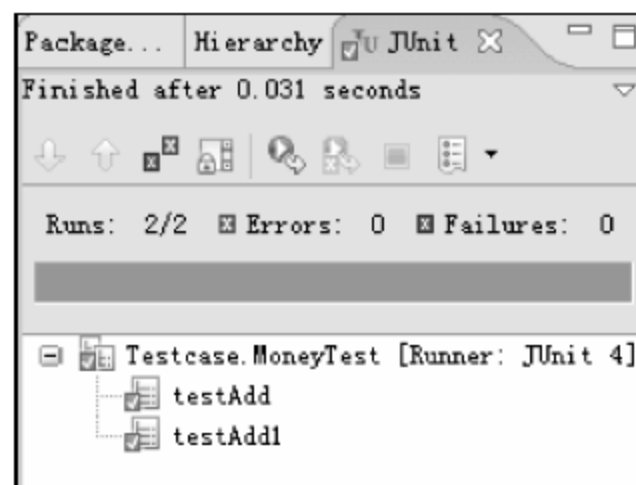 Package... Hierarchy JUnit
Finished after 0.031 seconds
Runs: 2/2 Errors: 0 Failures: 0
Testcase.MoneyTest [Runner: JUnit 4]
testAdd
testAdd1